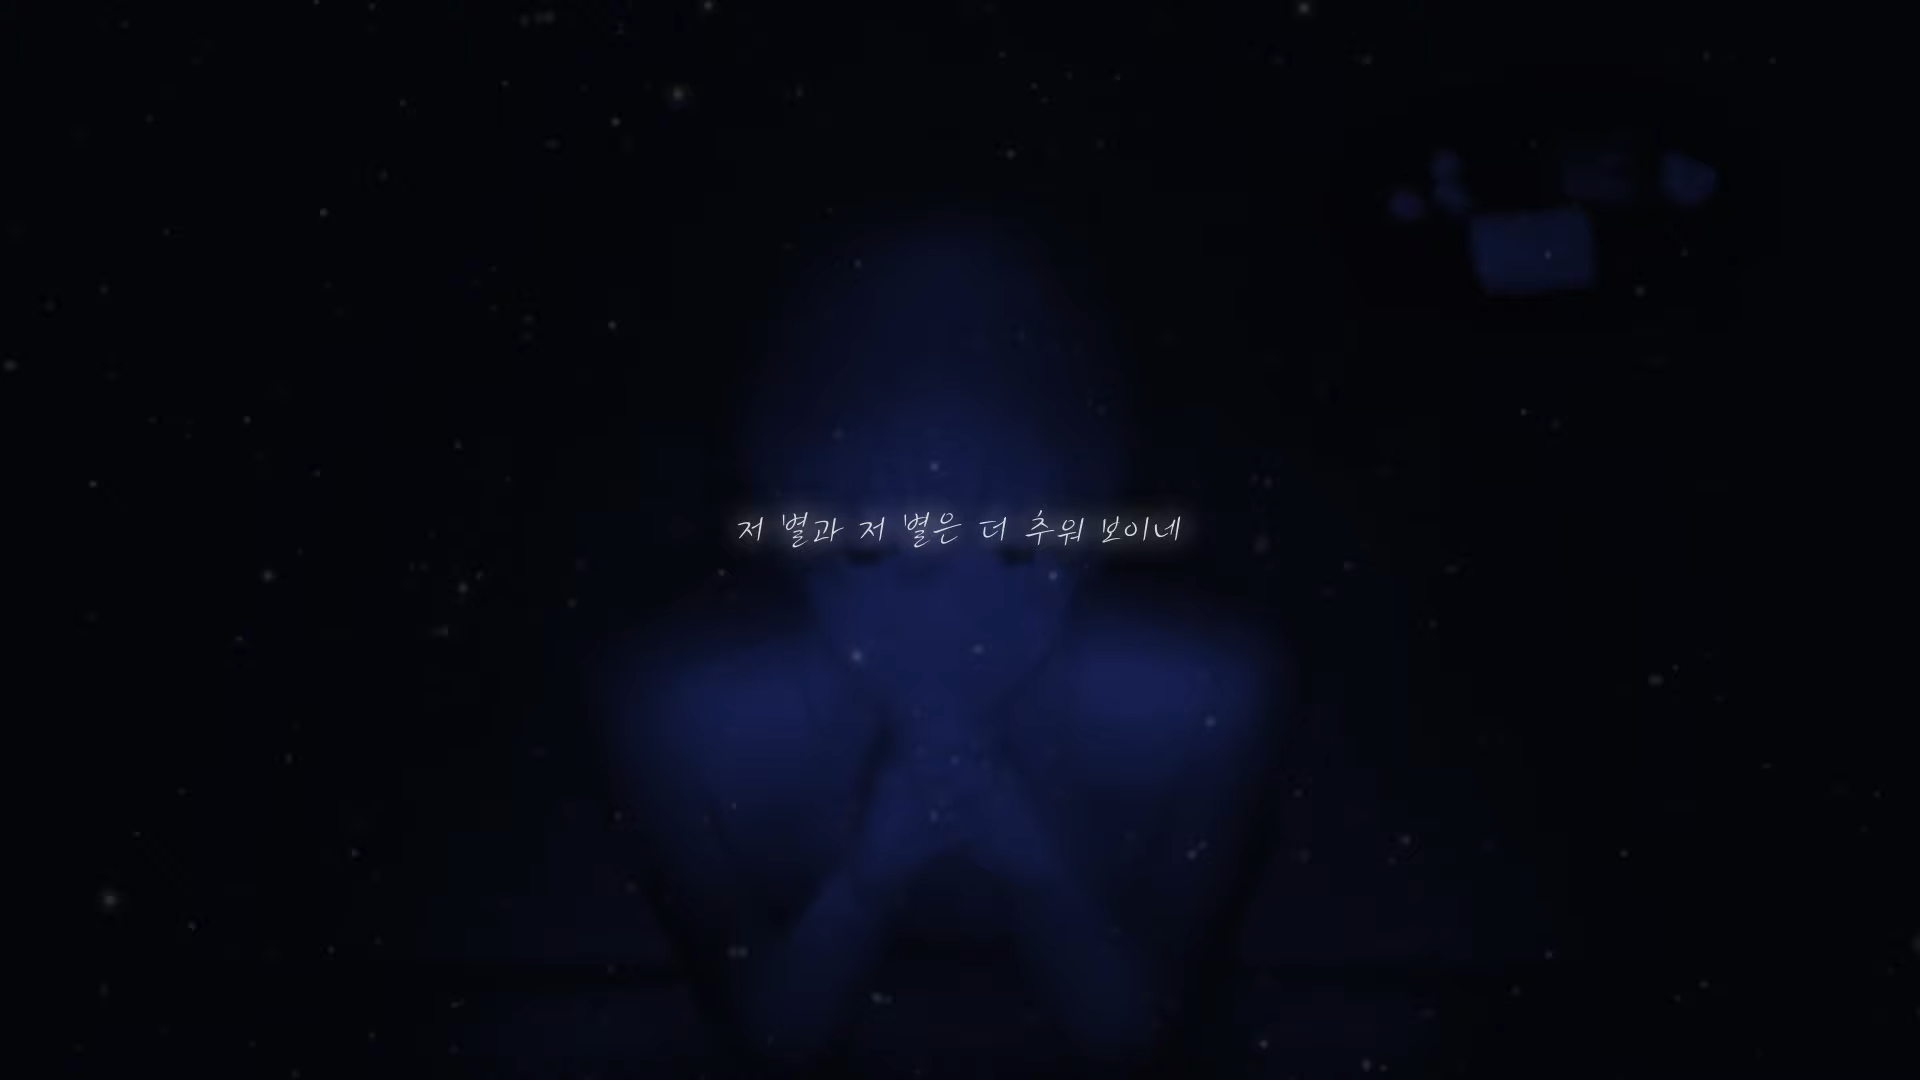 저 별과 저 별은 더 추워 보이네